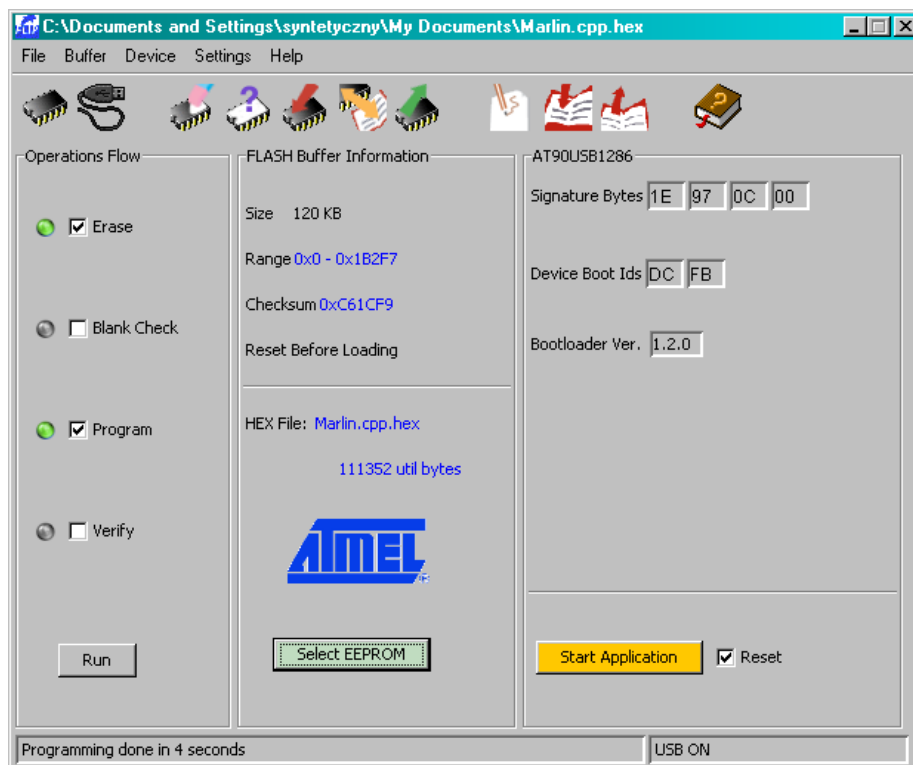 C:\Documents and Settings\syntetyczny\My Documents\Marlin.cpp.hex
File Buffer Device Settings Help
Operations Flow
Erase
Blank Check
Program
Verify
Run
FLASH Buffer Information
Size 120 KB
Range 0x0 - 0x1B2F7
Checksum 0xC61CF9
Reset Before Loading
HEX File: Marlin.cpp.hex
111352 util bytes
ATMEL
Select EEPROM
AT90USB1286
Signature Bytes 1E 97 0C 00
Device Boot Ids DC FB
Bootloader Ver. 1.2.0
Start Application Reset
Programming done in 4 seconds
USB ON